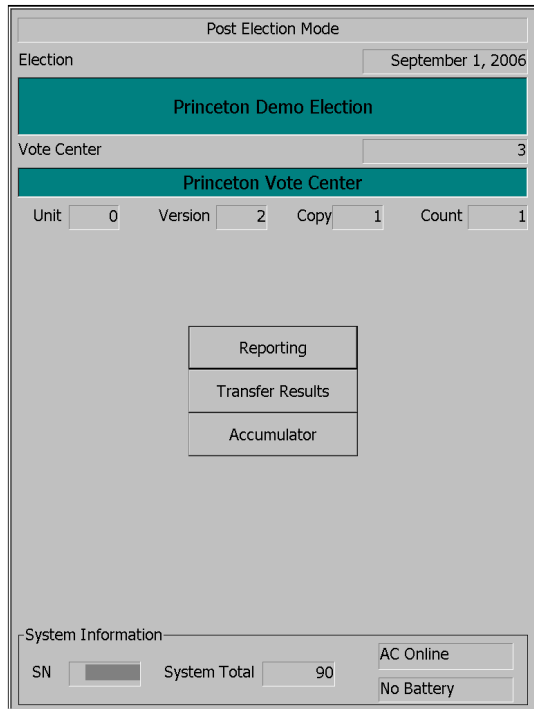 Post Election Mode
Election September 1, 2006
Princeton Demo Election
Vote Center 3
Princeton Vote Center
Unit 0 Version 2 Copy 1 Count 1
Reporting
Transfer Results
Accumulator
System Information
AC Online
SN System Total 90
No Battery